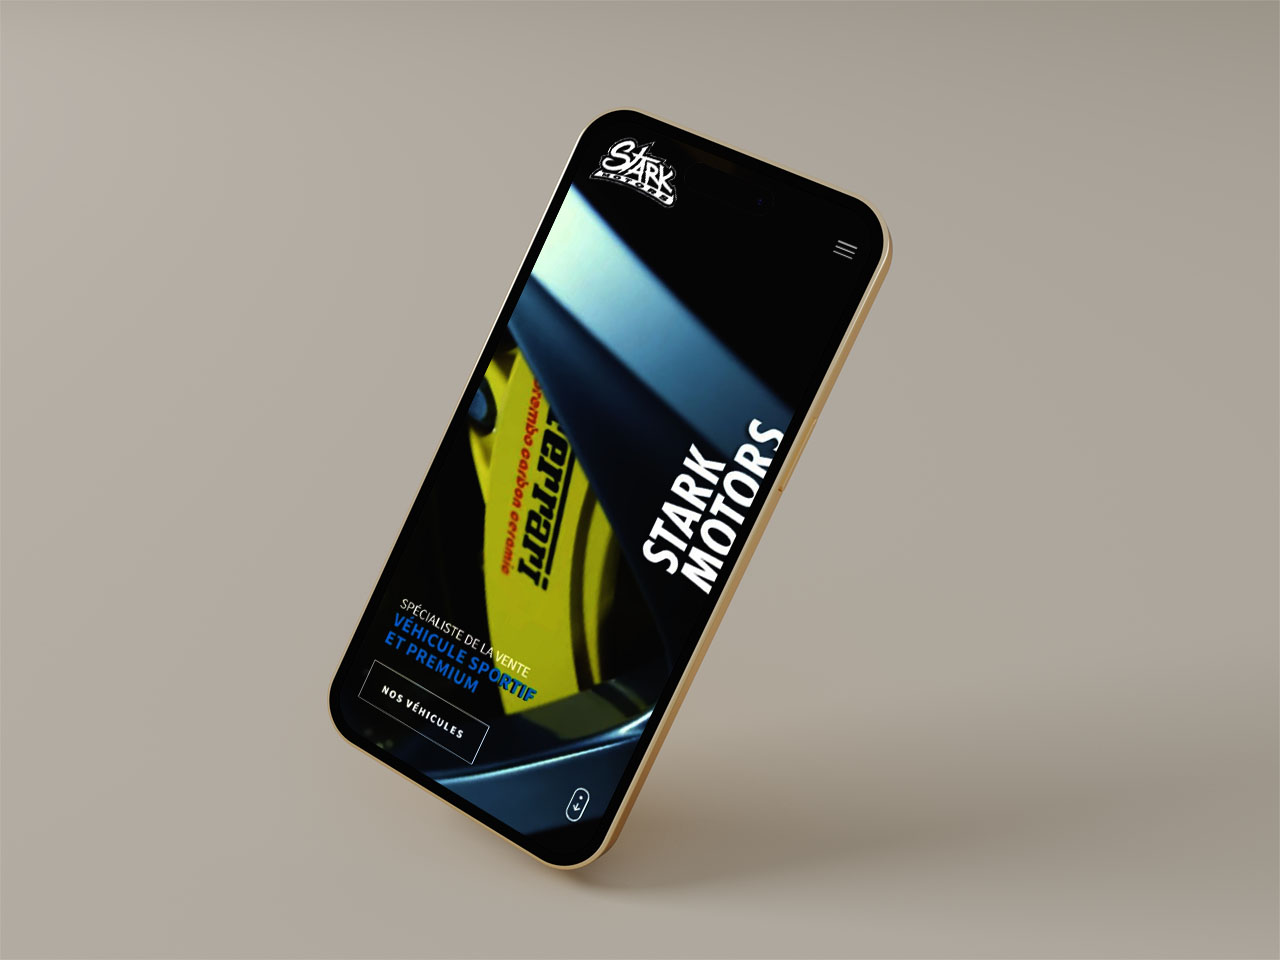 STARK
MOTORS
Ferrari
brembo carbon ceramic
STARK
MOTORS
SPÉCIALISTE DE LA VENTE
VÉHICULE SPORTIF
ET PREMIUM
NOS VÉHICULES